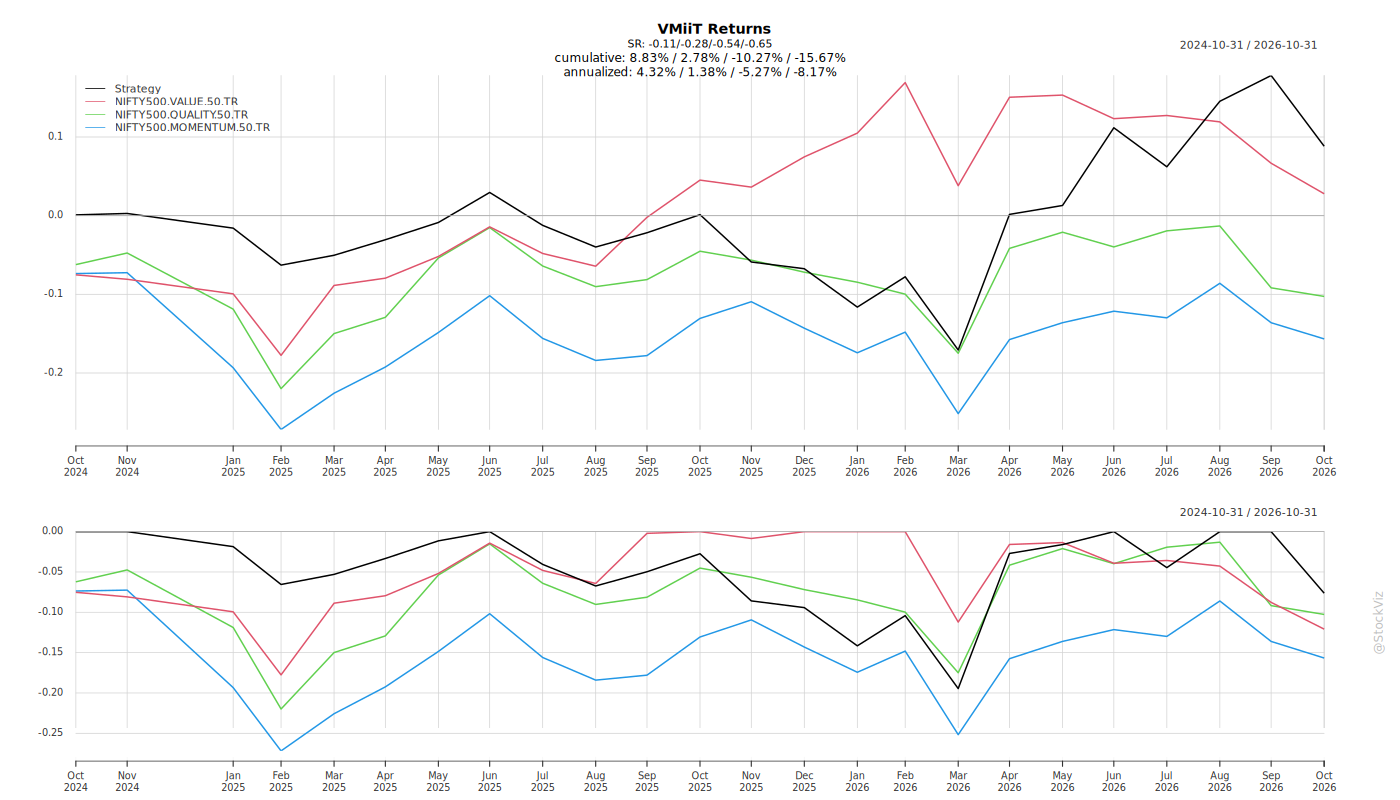 VMiiT Returns
SR: -0.11/-0.28/-0.54/-0.65
cumulative: 8.83% / 2.78% / -10.27% / -15.67%
annualized: 4.32% / 1.38% / -5.27% / -8.17%
2024-10-31 / 2026-10-31
Strategy
NIFTY500.VALUE.50.TR
NIFTY500.QUALITY.50.TR
NIFTY500.MOMENTUM.50.TR
0.1
0.0
-0.1
-0.2
Oct Nov Jan Feb Mar Apr May Jun Jul Aug Sep Oct Nov Dec Jan Feb Mar Apr May Jun Jul Aug Sep Oct
2024 2024 2025 2025 2025 2025 2025 2025 2025 2025 2025 2025 2025 2025 2026 2026 2026 2026 2026 2026 2026 2026 2026 2026
2024-10-31 / 2026-10-31
0.00
-0.05
-0.10
-0.15
-0.20
-0.25
Oct Nov Jan Feb Mar Apr May Jun Jul Aug Sep Oct Nov Dec Jan Feb Mar Apr May Jun Jul Aug Sep Oct
2024 2024 2025 2025 2025 2025 2025 2025 2025 2025 2025 2025 2025 2025 2026 2026 2026 2026 2026 2026 2026 2026 2026 2026
@StockViz